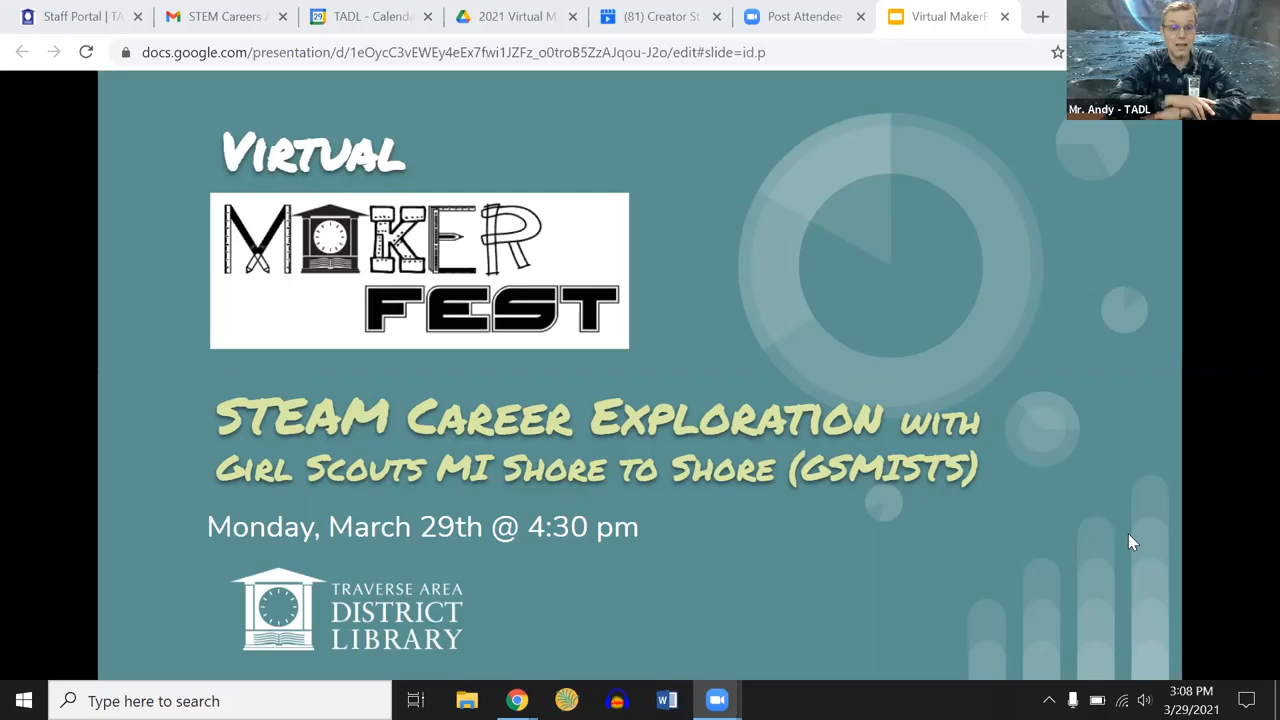 Staff Portal | TA
STEM Careers A
TADL - Calenda
2021 Virtual M
(81) Creator St
Post Attendee
Virtual MakerF
docs.google.com/presentation/d/1eOycC3vEWEy4eEx7fwi1JZFz_o0troB5ZzAJqou-J2o/edit#slide=id.p
Mr. Andy - TADL
Virtual
MAKER
FEST
STEAM Career Exploration with
Girl Scouts MI Shore to Shore (GSMISTS)
Monday, March 29th @ 4:30 pm
TRAVERSE AREA
DISTRICT
LIBRARY
Type here to search
3:08 PM
3/29/2021